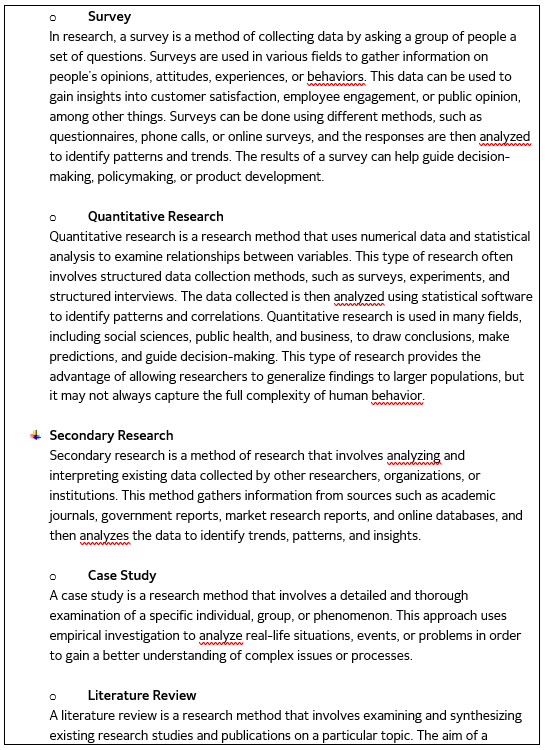 o Survey
In research, a survey is a method of collecting data by asking a group of people a
set of questions. Surveys are used in various fields to gather information on
people's opinions, attitudes, experiences, or behaviors. This data can be used to
gain insights into customer satisfaction, employee engagement, or public opinion,
among other things. Surveys can be done using different methods, such as
questionnaires, phone calls, or online surveys, and the responses are then analyzed
to identify patterns and trends. The results of a survey can help guide decision-
making, policymaking, or product development.
o Quantitative Research
Quantitative research is a research method that uses numerical data and statistical
analysis to examine relationships between variables. This type of research often
involves structured data collection methods, such as surveys, experiments, and
structured interviews. The data collected is then analyzed using statistical software
to identify patterns and correlations. Quantitative research is used in many fields,
including social sciences, public health, and business, to draw conclusions, make
predictions, and guide decision-making. This type of research provides the
advantage of allowing researchers to generalize findings to larger populations, but
it may not always capture the full complexity of human behavior.
Secondary Research
Secondary research is a method of research that involves analyzing and
interpreting existing data collected by other researchers, organizations, or
institutions. This method gathers information from sources such as academic
journals, government reports, market research reports, and online databases, and
then analyzes the data to identify trends, patterns, and insights.
o Case Study
A case study is a research method that involves a detailed and thorough
examination of a specific individual, group, or phenomenon. This approach uses
empirical investigation to analyze real-life situations, events, or problems in order
to gain a better understanding of complex issues or processes.
o Literature Review
A literature review is a research method that involves examining and synthesizing
existing research studies and publications on a particular topic. The aim of a